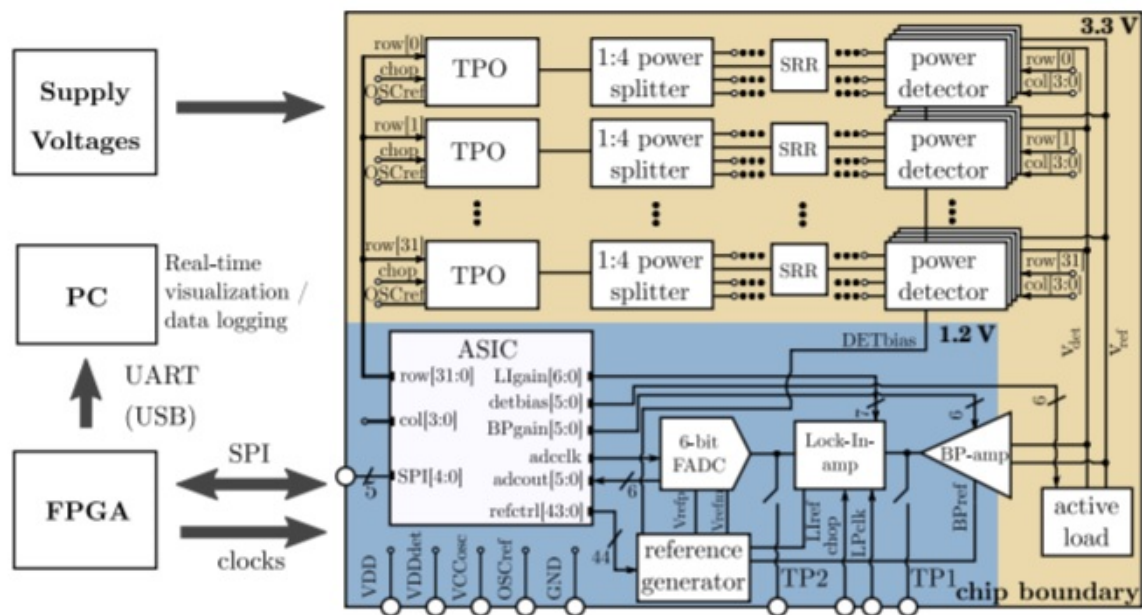 3.3 V
Supply
Voltages
row[0]
chop
OSCref
TPO
1:4 power
splitter
SRR
power
detector
row[0]
col[3:0]
row[1]
chop
OSCref
TPO
1:4 power
splitter
SRR
power
detector
row[1]
col[3:0]
row[31]
chop
OSCref
TPO
1:4 power
splitter
SRR
power
detector
row[31]
col[3:0]
PC
Real-time
visualization /
data logging
UART
(USB)
FPGA
SPI
clocks
1.2 V
DETbias
vdet
vref
ASIC
row[31:0]
col[3:0]
SPI[4:0]
LIgain[6:0]
detbias[5:0]
BPgain[5:0]
adcclk
adcout[5:0]
refctrl[43:0]
5
6
44
7
6
6
6-bit
FADC
Lock-In-
amp
BP-amp
active
load
Vrefp
Vrefn
LIref
chop
LPclk
BPref
reference
generator
TP2
TP1
VDD
VDDdet
VCCosc
OSCref
GND
chip boundary